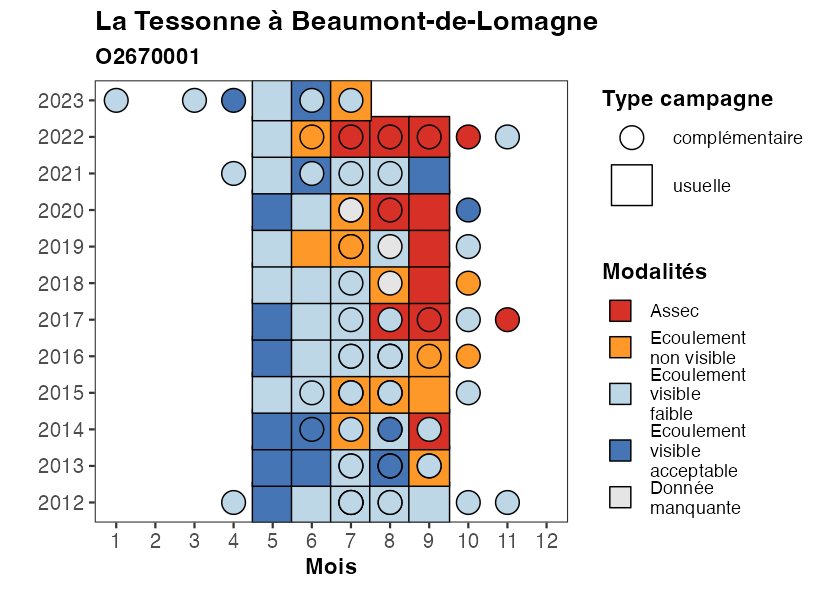 La Tessonne à Beaumont-de-Lomagne
O2670001
2023
2022
2021
2020
2019
2018
2017
2016
2015
2014
2013
2012
1 2 3 4 5 6 7 8 9 10 11 12
Mois
Type campagne
complémentaire
usuelle
Modalités
Assec
Ecoulement
non visible
Ecoulement
visible
faible
Ecoulement
visible
acceptable
Donnée
manquante